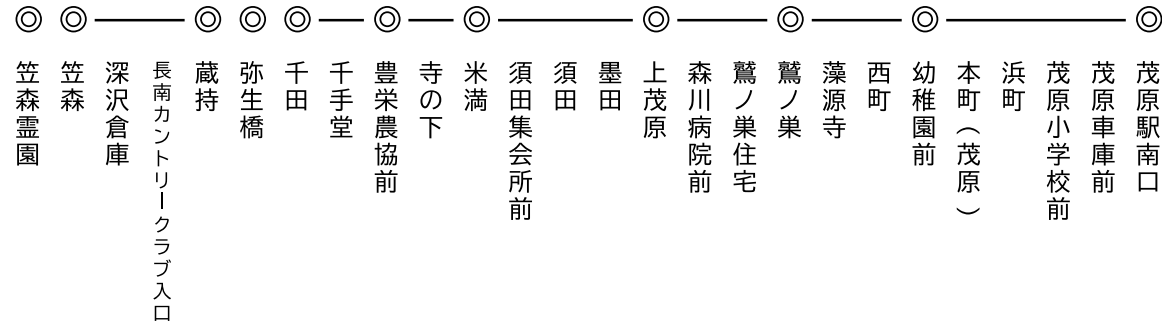 笠森霊園
笠森
深沢倉庫
長南カントリークラブ入口
蔵持
弥生橋
千田
千手堂
豊栄農協前
寺の下
米満
須田集会所前
須田
墨田
上茂原
森川病院前
鷲ノ巣住宅
鷲ノ巣
藻源寺
西町
幼稚園前
本町（茂原）
浜町
茂原小学校前
茂原車庫前
茂原駅南口